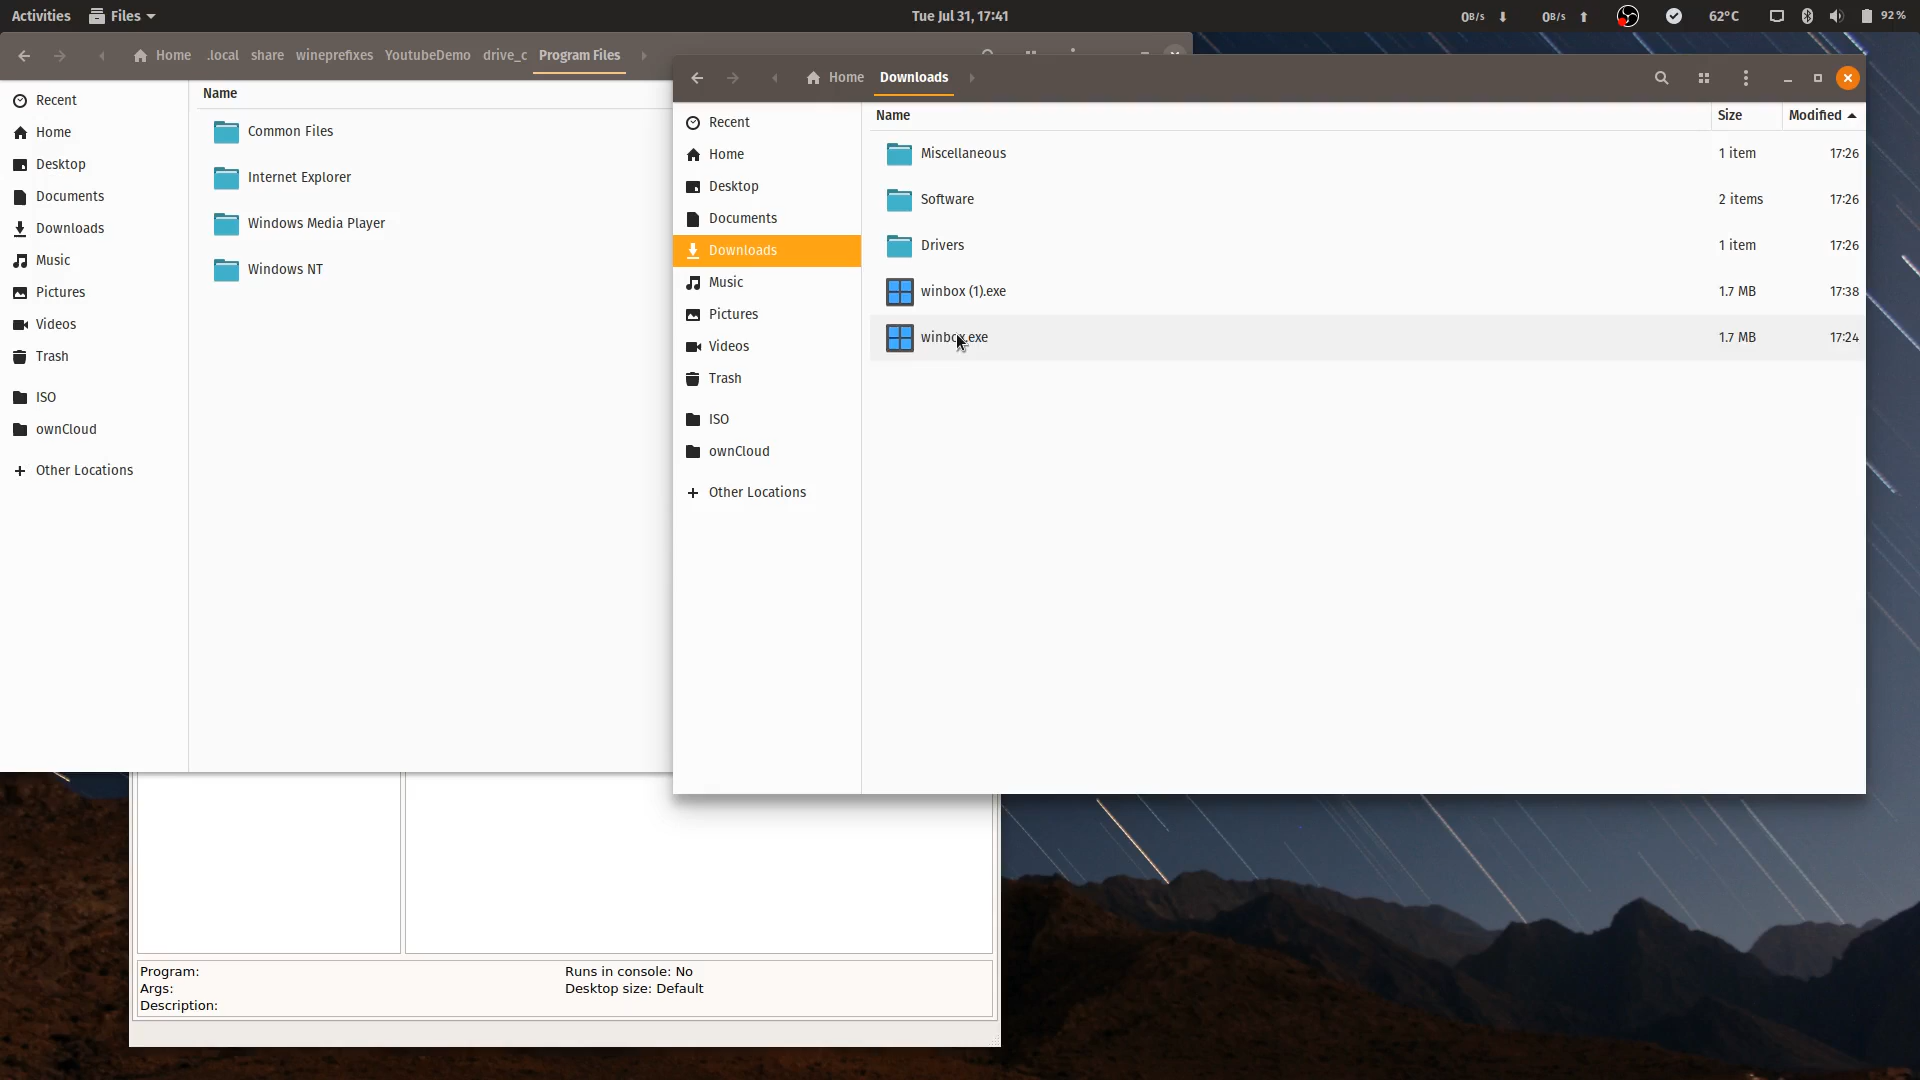 Activities Files Tue Jul 31, 17:41 0B/s 0B/s 62°C 92%
Home .local share wineprefixes YoutubeDemo drive_c Program Files
Name
Recent
Home
Desktop
Documents
Downloads
Music
Pictures
Videos
Trash
ISO
ownCloud
Other Locations
Common Files
Internet Explorer
Windows Media Player
Windows NT
Home Downloads
Name Size Modified
Recent
Home
Desktop
Documents
Downloads
Music
Pictures
Videos
Trash
ISO
ownCloud
Other Locations
Miscellaneous 1 item 17:26
Software 2 items 17:26
Drivers 1 item 17:26
winbox (1).exe 1.7 MB 17:38
winbox.exe 1.7 MB 17:24
Program: Runs in console: No
Args: Desktop size: Default
Description: